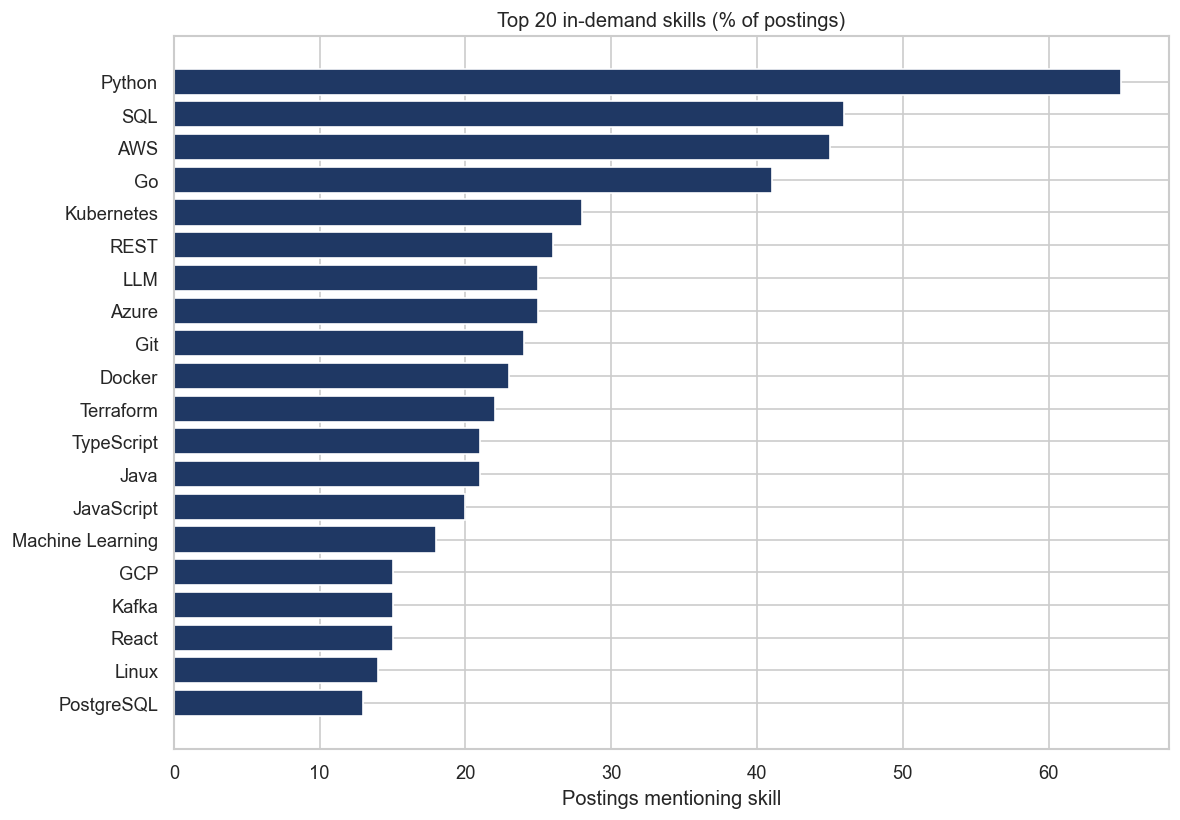 Top 20 in-demand skills (% of postings)
Python
SQL
AWS
Go
Kubernetes
REST
LLM
Azure
Git
Docker
Terraform
TypeScript
Java
JavaScript
Machine Learning
GCP
Kafka
React
Linux
PostgreSQL
0 10 20 30 40 50 60
Postings mentioning skill